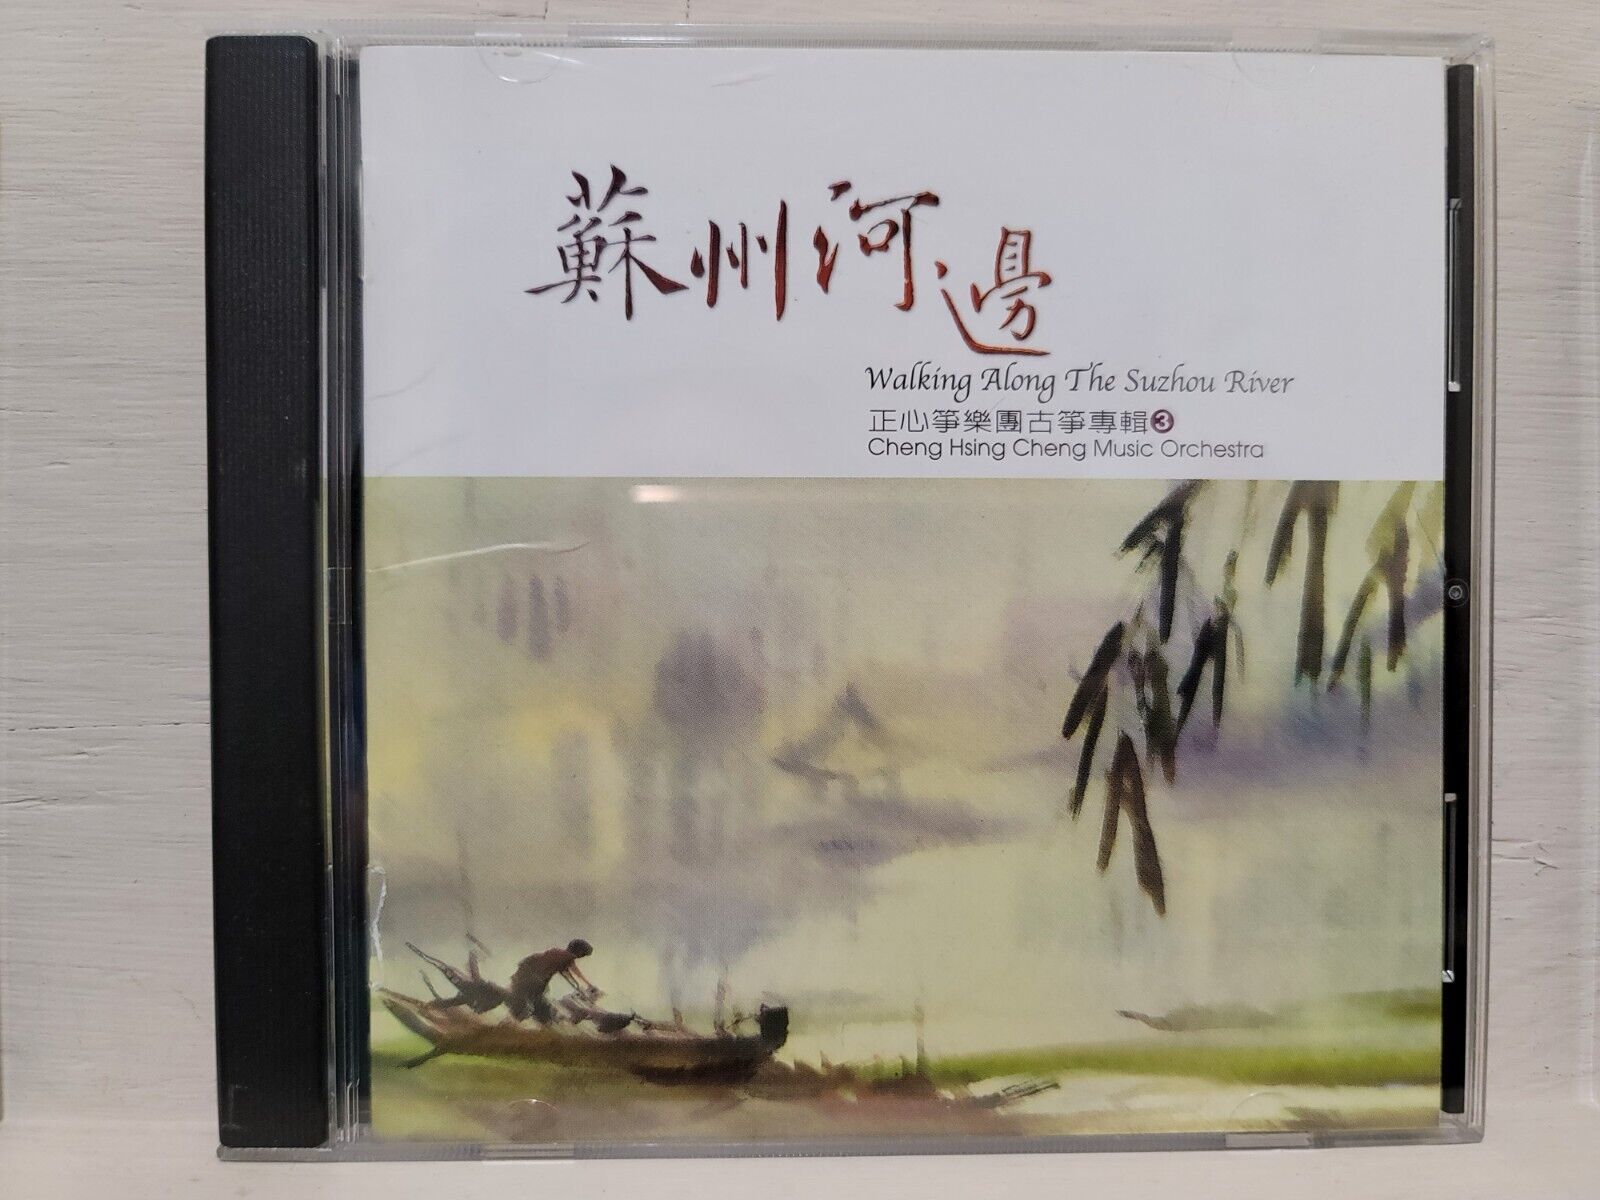 蘇州河邊
Walking Along The Suzhou River
正心箏樂團古箏專輯❸
Cheng Hsing Cheng Music Orchestra